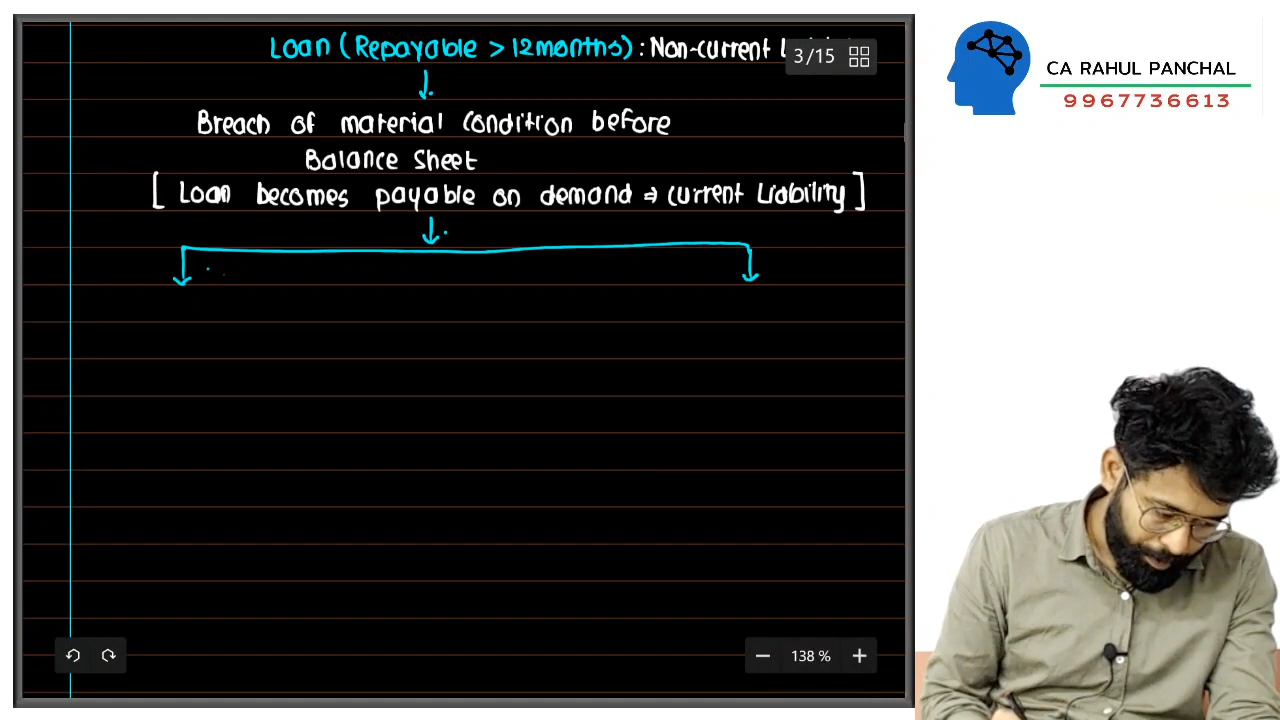 Loan (Repayable > 12months) : Non-current
3/15
Breach of material condition before
Balance Sheet
[ Loan becomes payable on demand ⇒ current Liability ]
138 %
CA RAHUL PANCHAL
9967736613